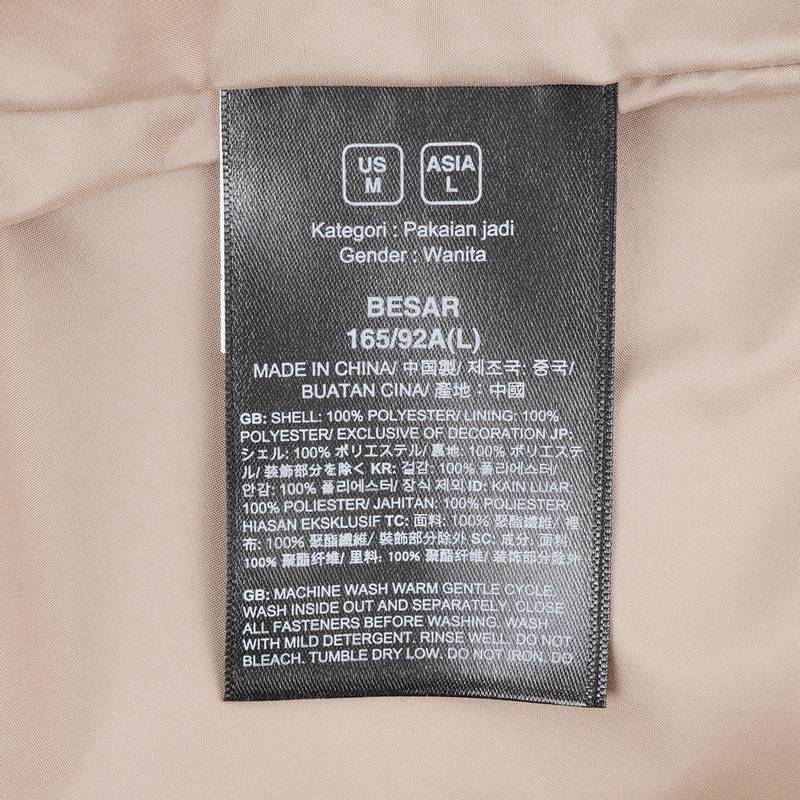 US ASIA
M L
Kategori : Pakaian jadi
Gender : Wanita
BESAR
165/92A(L)
MADE IN CHINA/ 中国製/ 제조국: 중국/
BUATAN CINA/ 產地：中國
GB: SHELL: 100% POLYESTER/ LINING: 100%
POLYESTER/ EXCLUSIVE OF DECORATION JP:
シェル: 100% ポリエステル/ 裏地: 100% ポリエステ
ル/ 装飾部分を除く KR: 겉감: 100% 폴리에스터/
안감: 100% 폴리에스터/ 장식 제외 ID: KAIN LUAR:
100% POLIESTER/ JAHITAN: 100% POLIESTER/
HIASAN EKSKLUSIF TC: 面料: 100% 聚酯纖維/ 裡
布: 100% 聚酯纖維/ 裝飾部分除外 SC: 成分: 面料:
100% 聚酯纤维/ 里料: 100% 聚酯纤维/ 装饰部分除外
GB: MACHINE WASH WARM GENTLE CYCLE.
WASH INSIDE OUT AND SEPARATELY. CLOSE
ALL FASTENERS BEFORE WASHING. WASH
WITH MILD DETERGENT. RINSE WELL. DO NOT
BLEACH. TUMBLE DRY LOW. DO NOT IRON. DO